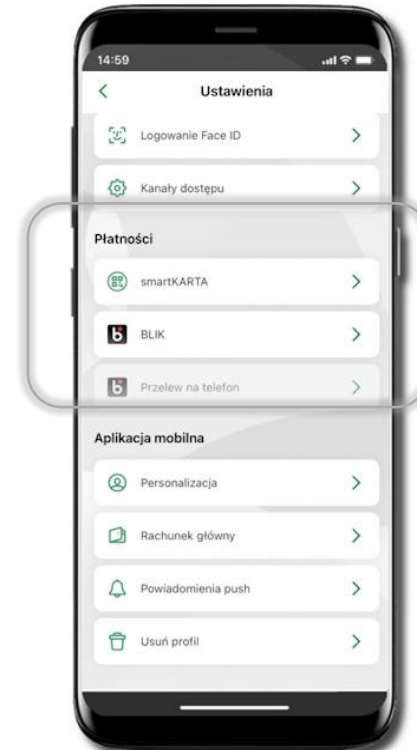 14:59
Ustawienia
Logowanie Face ID
Kanały dostępu
Płatności
smartKARTA
BLIK
Przelew na telefon
Aplikacja mobilna
Personalizacja
Rachunek główny
Powiadomienia push
Usuń profil